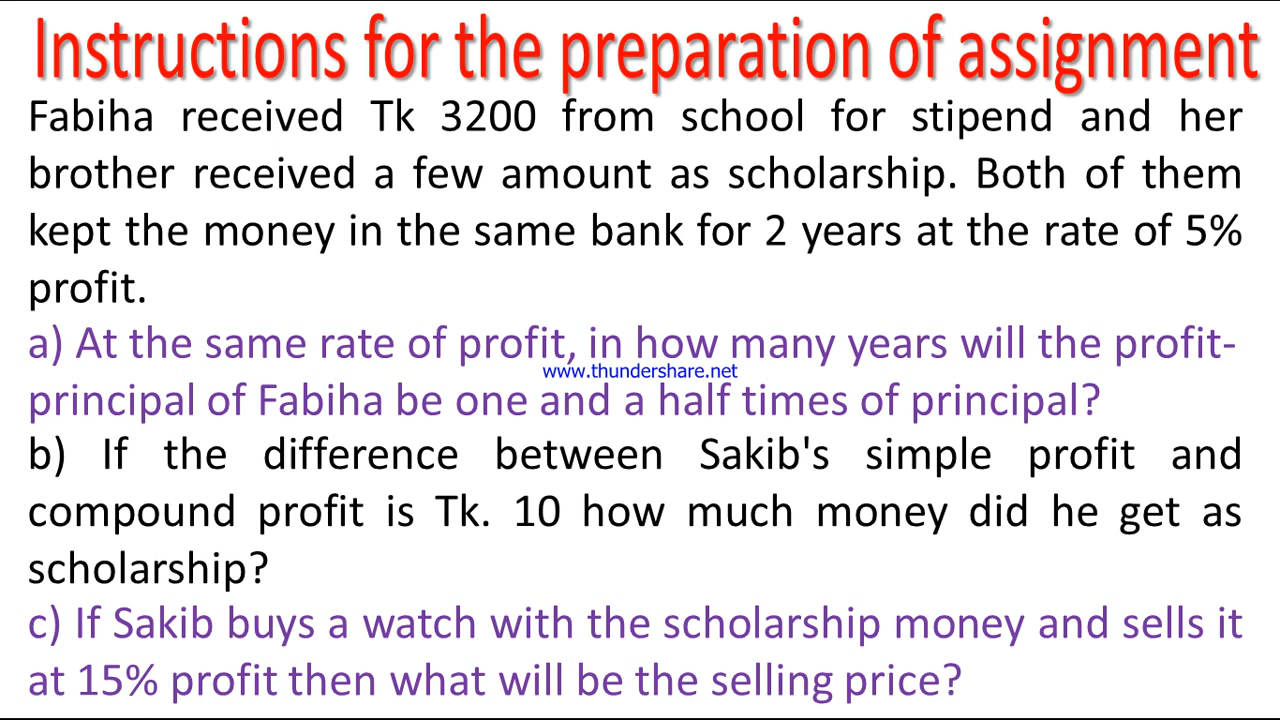 Instructions for the preparation of assignment
Fabiha received Tk 3200 from school for stipend and her
brother received a few amount as scholarship. Both of them
kept the money in the same bank for 2 years at the rate of 5%
profit.
a) At the same rate of profit, in how many years will the profit-
www.thundershare.net
principal of Fabiha be one and a half times of principal?
b) If the difference between Sakib's simple profit and
compound profit is Tk. 10 how much money did he get as
scholarship?
c) If Sakib buys a watch with the scholarship money and sells it
at 15% profit then what will be the selling price?